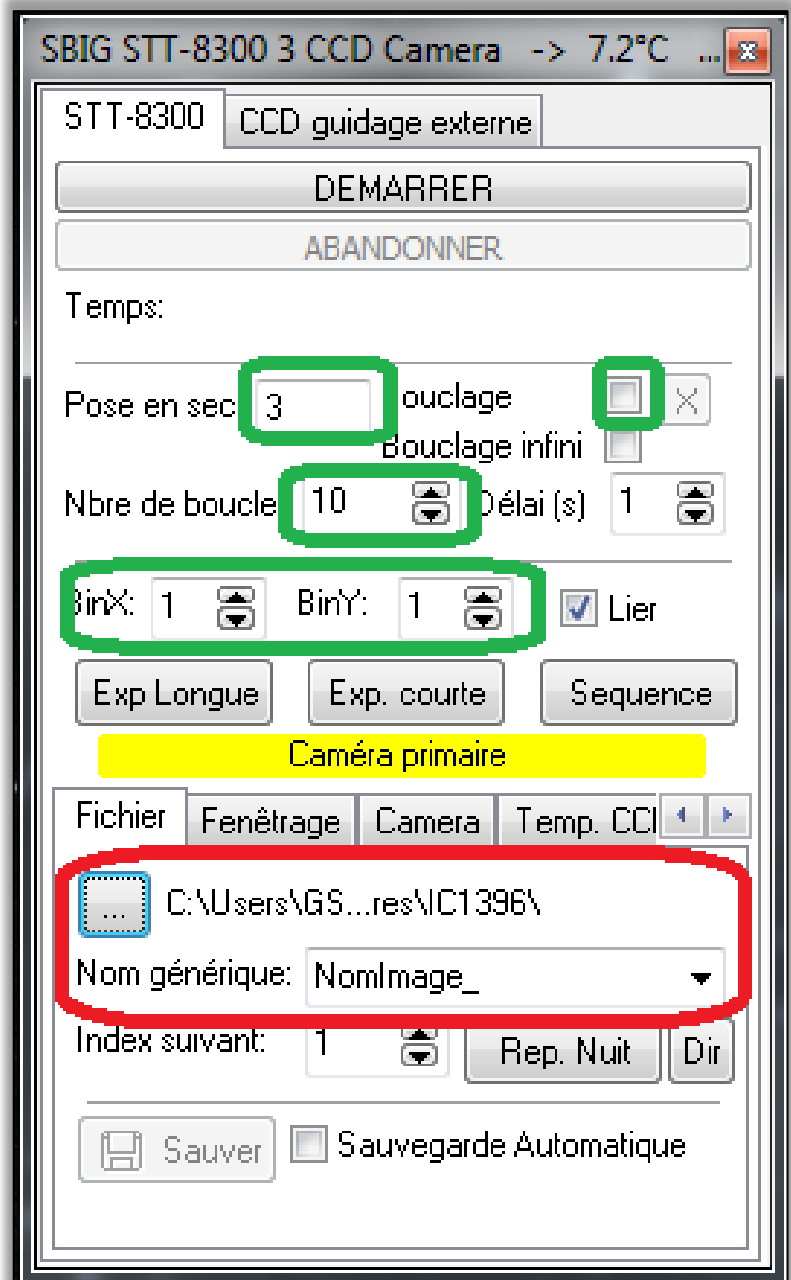 SBIG STT-8300 3 CCD Camera -> 7.2°C ...
STT-8300 CCD guidage externe
DEMARRER
ABANDONNER
Temps:
Pose en sec 3 ouclage X
Bouclage infini
Nbre de boucle 10 Délai (s) 1
BinX: 1 BinY: 1 Lier
Exp Longue Exp. courte Sequence
Caméra primaire
Fichier Fenêtrage Camera Temp. CC
... C:\Users\GS...res\IC1396\
Nom générique: NomImage_
Index suivant: 1 Rep. Nuit Dir
Sauver Sauvegarde Automatique